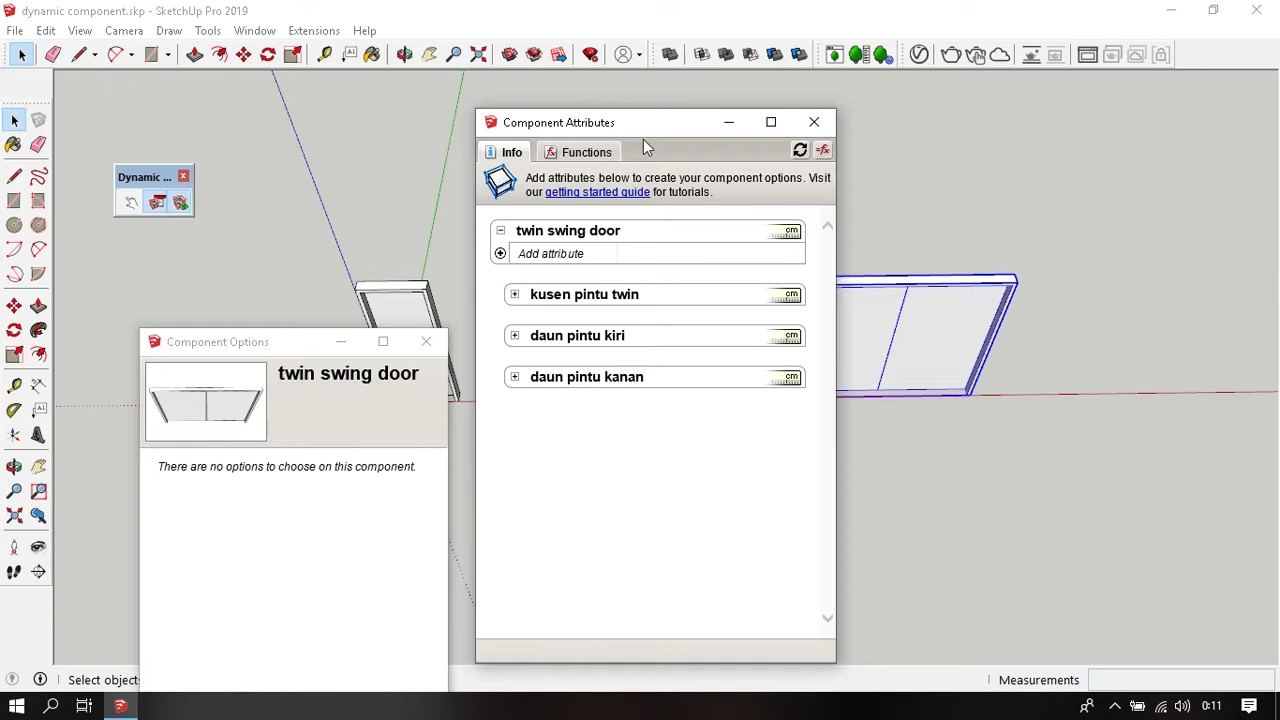 dynamic component.skp - SketchUp Pro 2019
File Edit View Camera Draw Tools Window Extensions Help
Component Attributes
Info Functions
Add attributes below to create your component options. Visit
our getting started guide for tutorials.
twin swing door cm
Add attribute
kusen pintu twin cm
daun pintu kiri cm
daun pintu kanan cm
Dynamic ...
Component Options
twin swing door
There are no options to choose on this component.
Select object
Measurements
0:11